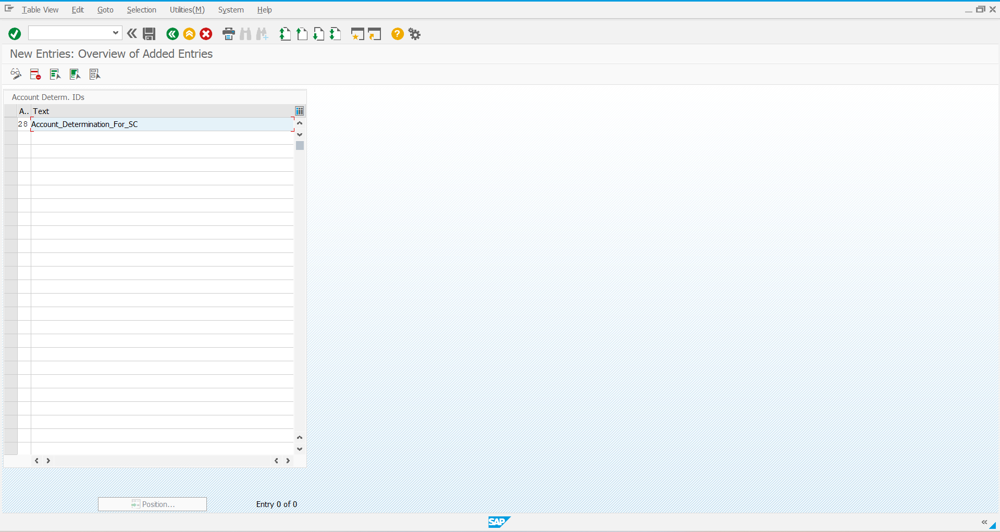 Table View Edit Goto Selection Utilities(M) System Help
New Entries: Overview of Added Entries
Account Determ. IDs
A.. Text
28 Account_Determination_For_SC
Position... Entry 0 of 0
SAP